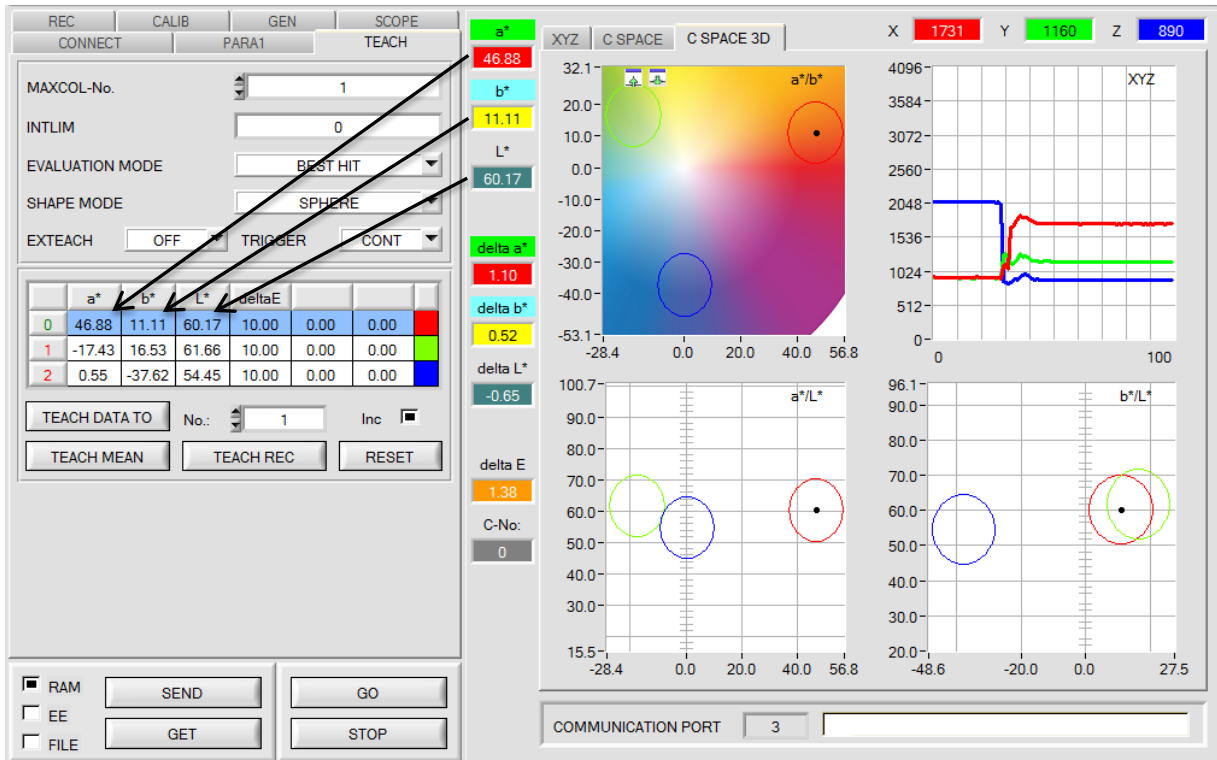 REC CALIB GEN SCOPE
CONNECT PARA1 TEACH
MAXCOL-No. 1
INTLIM 0
EVALUATION MODE BEST HIT
SHAPE MODE SPHERE
EXTEACH OFF TRIGGER CONT
a* b* L* deltaE
0 46.88 11.11 60.17 10.00 0.00 0.00
1 -17.43 16.53 61.66 10.00 0.00 0.00
2 0.55 -37.62 54.45 10.00 0.00 0.00
TEACH DATA TO No.: 1 Inc
TEACH MEAN TEACH REC RESET
RAM
EE
FILE
SEND GO
GET STOP
a*
46.88
b*
11.11
L*
60.17
delta a*
1.10
delta b*
0.52
delta L*
-0.65
delta E
1.38
C-No:
0
XYZ C SPACE C SPACE 3D
X 1731 Y 1160 Z 890
a*/b*
32.1
20.0
10.0
0.0
-10.0
-20.0
-30.0
-40.0
-53.1
-28.4 0.0 20.0 40.0 56.8
XYZ
4096
3584
3072
2560
2048
1536
1024
512
0
0 100
a*/L*
100.7
90.0
80.0
70.0
60.0
50.0
40.0
30.0
15.5
-28.4 0.0 20.0 40.0 56.8
b*/L*
96.1
90.0
80.0
70.0
60.0
50.0
40.0
30.0
20.0
-48.6 -20.0 0.0 27.5
COMMUNICATION PORT 3